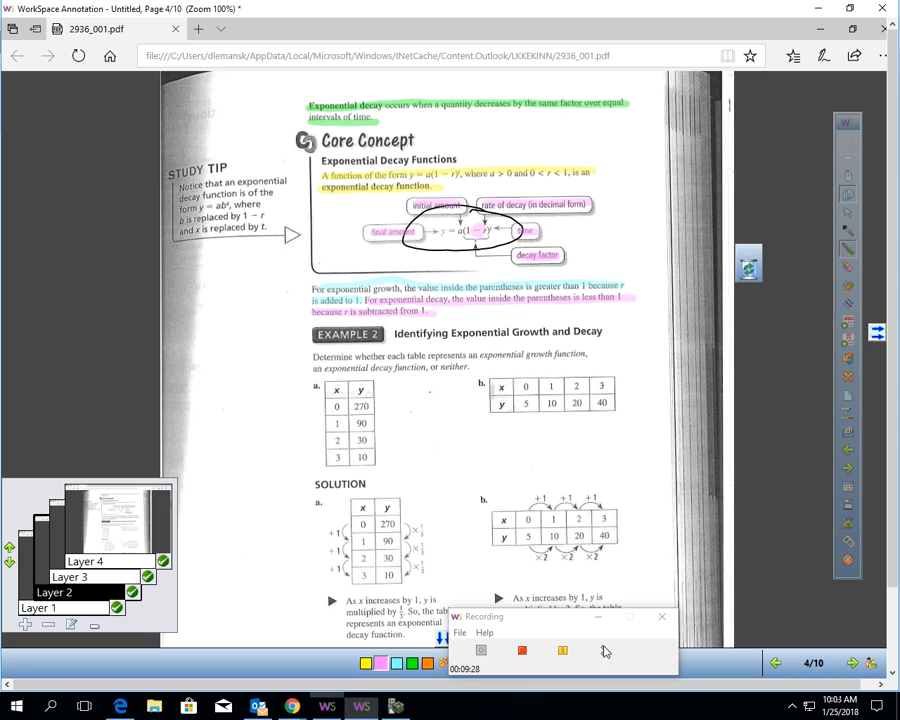 WorkSpace Annotation - Untitled, Page 4/10 (Zoom 100%) *
2936_001.pdf
file:///C:/Users/dlemansk/AppData/Local/Microsoft/Windows/INetCache/Content.Outlook/LKKEKINN/2936_001.pdf
Exponential decay occurs when a quantity decreases by the same factor over equal
intervals of time.
Core Concept
Exponential Decay Functions
A function of the form y = a(1 − r)ᵗ, where a > 0 and 0 < r < 1, is an
exponential decay function.
initial amount
rate of decay (in decimal form)
final amount
y = a(1 − r)ᵗ
time
decay factor
STUDY TIP
Notice that an exponential
decay function is of the
form y = abˣ, where
b is replaced by 1 − r
and x is replaced by t.
For exponential growth, the value inside the parentheses is greater than 1 because r
is added to 1. For exponential decay, the value inside the parentheses is less than 1
because r is subtracted from 1.
EXAMPLE 2 Identifying Exponential Growth and Decay
Determine whether each table represents an exponential growth function,
an exponential decay function, or neither.
a.
x y
0 270
1 90
2 30
3 10
b.
x 0 1 2 3
y 5 10 20 40
SOLUTION
a.
x y
0 270
1 90
2 30
3 10
+1
+1
+1
× 1/3
× 1/3
× 1/3
As x increases by 1, y is
multiplied by 1/3. So, the
represents an exponential
decay function.
b.
+1 +1 +1
x 0 1 2 3
y 5 10 20 40
×2 ×2 ×2
As x increases by 1, y is
Layer 4
Layer 3
Layer 2
Layer 1
Recording
File Help
00:09:28
4/10
10:03 AM
1/25/2018